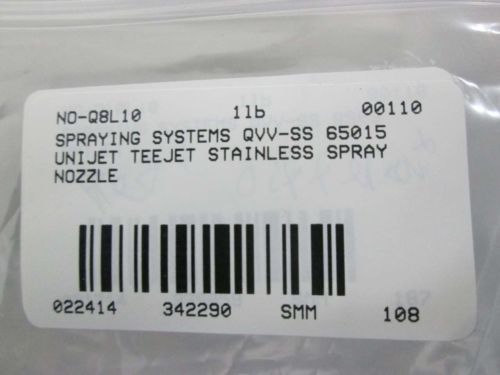 NO-Q8L10 1lb 00110
SPRAYING SYSTEMS QVV-SS 65015
UNIJET TEEJET STAINLESS SPRAY
NOZZLE
022414 342290 SMM 108